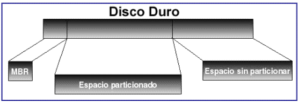 Disco Duro
MBR
Espacio particionado
Espacio sin particionar